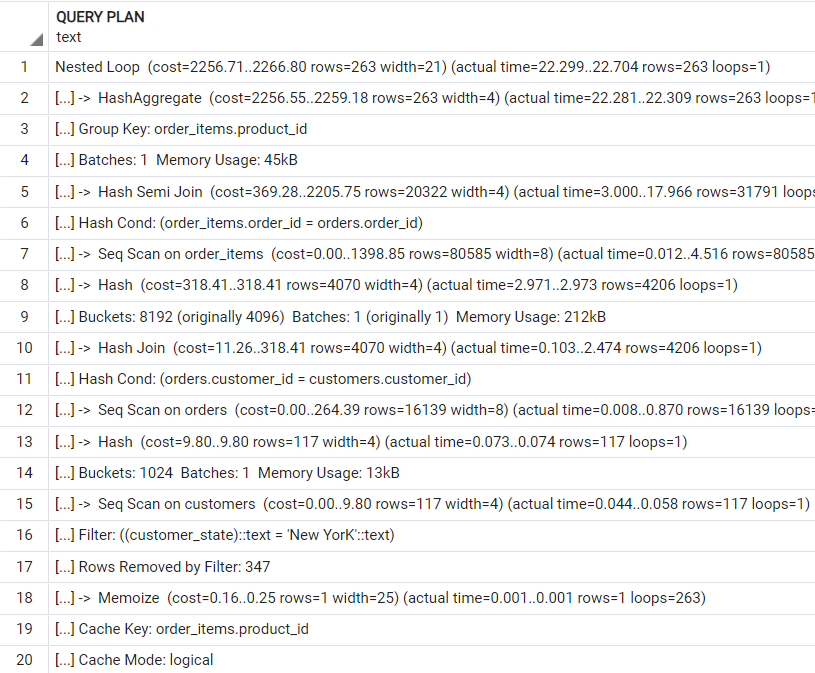 QUERY PLAN
text
1 Nested Loop (cost=2256.71..2266.80 rows=263 width=21) (actual time=22.299..22.704 rows=263 loops=1)
2 [...] -> HashAggregate (cost=2256.55..2259.18 rows=263 width=4) (actual time=22.281..22.309 rows=263 loops=1
3 [...] Group Key: order_items.product_id
4 [...] Batches: 1 Memory Usage: 45kB
5 [...] -> Hash Semi Join (cost=369.28..2205.75 rows=20322 width=4) (actual time=3.000..17.966 rows=31791 loops
6 [...] Hash Cond: (order_items.order_id = orders.order_id)
7 [...] -> Seq Scan on order_items (cost=0.00..1398.85 rows=80585 width=8) (actual time=0.012..4.516 rows=80585
8 [...] -> Hash (cost=318.41..318.41 rows=4070 width=4) (actual time=2.971..2.973 rows=4206 loops=1)
9 [...] Buckets: 8192 (originally 4096) Batches: 1 (originally 1) Memory Usage: 212kB
10 [...] -> Hash Join (cost=11.26..318.41 rows=4070 width=4) (actual time=0.103..2.474 rows=4206 loops=1)
11 [...] Hash Cond: (orders.customer_id = customers.customer_id)
12 [...] -> Seq Scan on orders (cost=0.00..264.39 rows=16139 width=8) (actual time=0.008..0.870 rows=16139 loops=
13 [...] -> Hash (cost=9.80..9.80 rows=117 width=4) (actual time=0.073..0.074 rows=117 loops=1)
14 [...] Buckets: 1024 Batches: 1 Memory Usage: 13kB
15 [...] -> Seq Scan on customers (cost=0.00..9.80 rows=117 width=4) (actual time=0.044..0.058 rows=117 loops=1)
16 [...] Filter: ((customer_state)::text = 'New YorK'::text)
17 [...] Rows Removed by Filter: 347
18 [...] -> Memoize (cost=0.16..0.25 rows=1 width=25) (actual time=0.001..0.001 rows=1 loops=263)
19 [...] Cache Key: order_items.product_id
20 [...] Cache Mode: logical